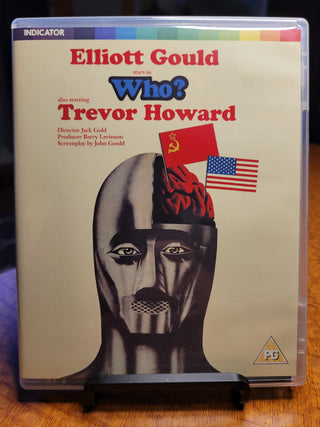 INDICATOR
Elliott Gould
stars in
Who?
also starring
Trevor Howard
Director Jack Gold
Producer Barry Levinson
Screenplay by John Gould
PG